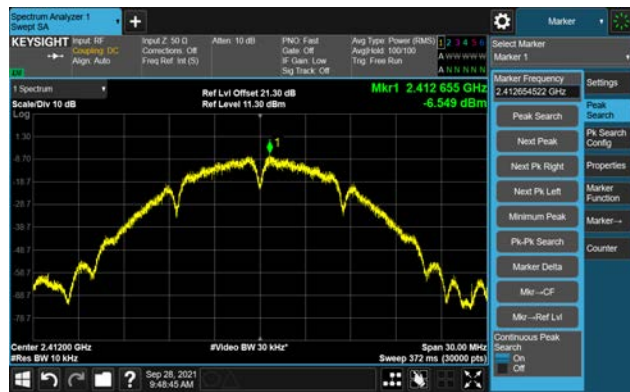 Spectrum Analyzer 1
Swept SA
Marker
KEYSIGHT
Input: RF
Coupling: DC
Align: Auto
Input Z: 50 Ω
Corrections: Off
Freq Ref: Int (S)
Atten: 10 dB
PNO: Fast
Gate: Off
IF Gain: Low
Sig Track: Off
Avg Type: Power (RMS)
Avg|Hold: 100/100
Trig: Free Run
1 2 3 4 5 6
A W W W W W
A N N N N N
Select Marker
Marker 1
1 Spectrum
Scale/Div 10 dB
Log
Ref Lvl Offset 21.30 dB
Ref Level 11.30 dBm
Mkr1 2.412 655 GHz
-6.549 dBm
1
1.30
-8.70
-18.7
-28.7
-38.7
-48.7
-58.7
-68.7
-78.7
Center 2.41200 GHz
#Res BW 10 kHz
#Video BW 30 kHz*
Span 30.00 MHz
Sweep 372 ms (30000 pts)
Marker Frequency
2.412654522 GHz
Peak Search
Next Peak
Next Pk Right
Next Pk Left
Minimum Peak
Pk-Pk Search
Marker Delta
Mkr→CF
Mkr→Ref Lvl
Continuous Peak
Search
On
Off
Settings
Peak
Search
Pk Search
Config
Properties
Marker
Function
Marker→
Counter
?
Sep 28, 2021
9:48:45 AM